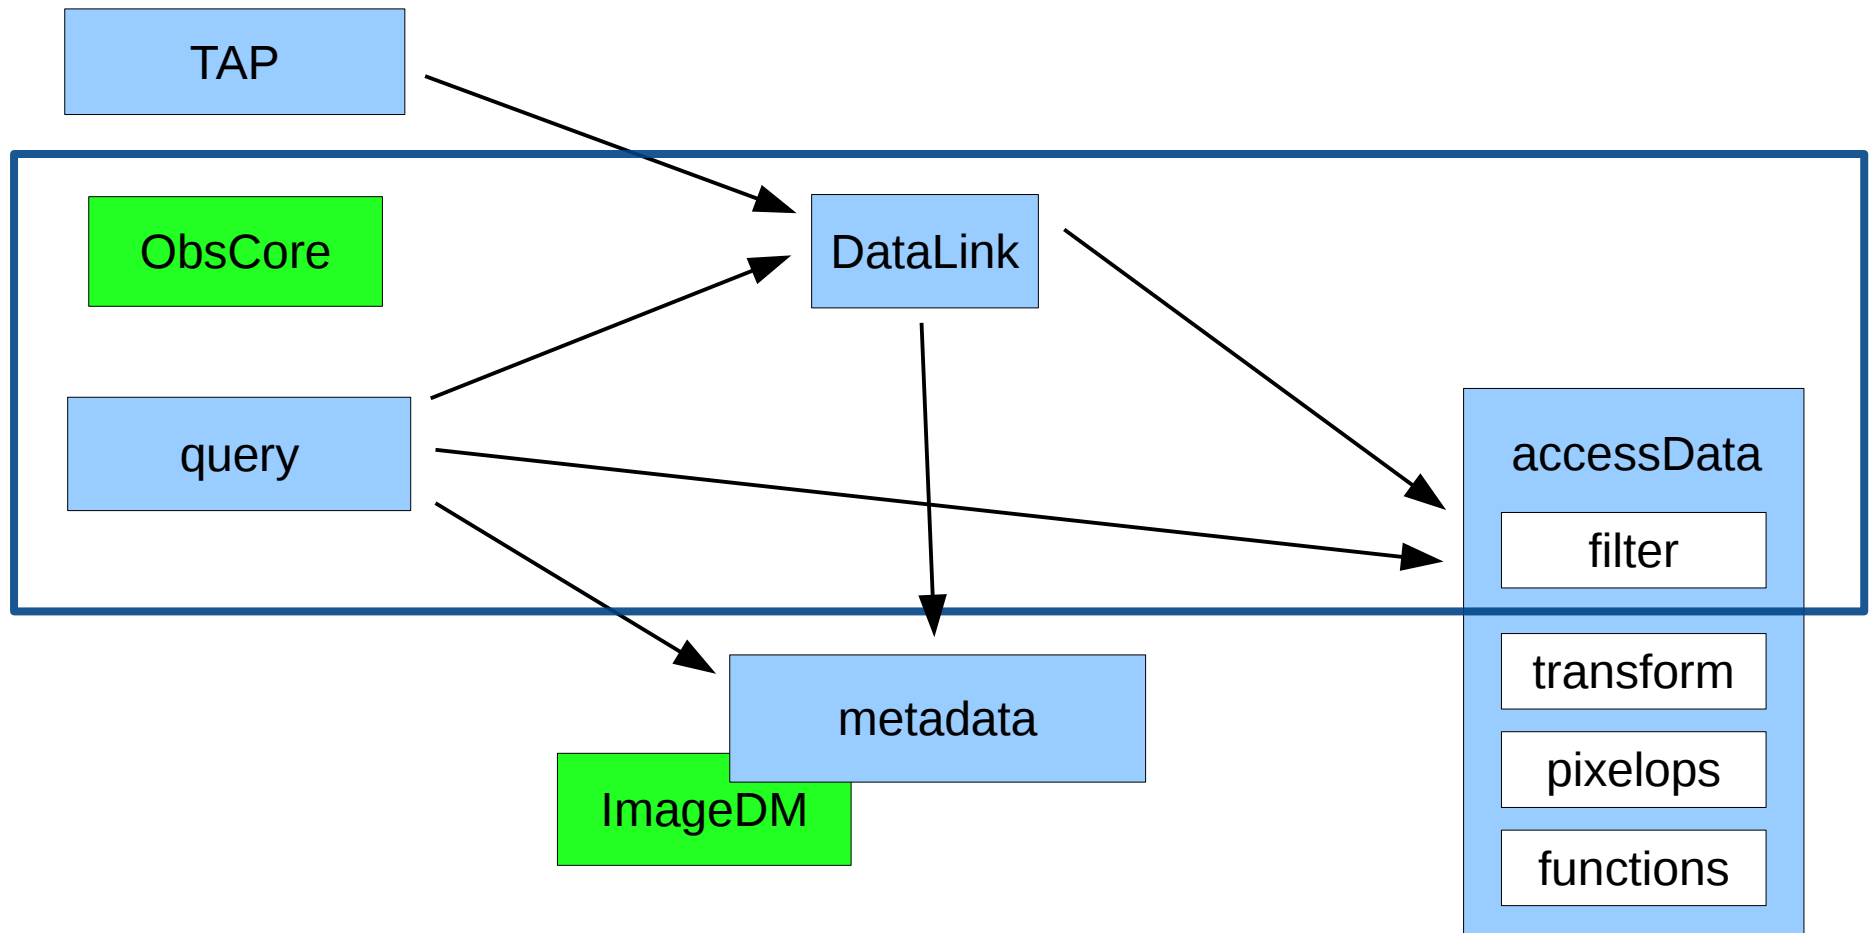 TAP
ObsCore
DataLink
query
accessData
filter
transform
metadata
pixelops
ImageDM
functions